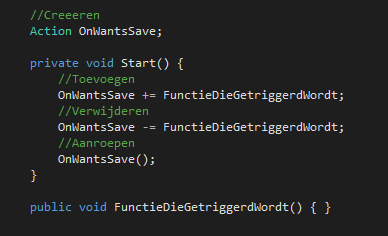 //Creeeren
Action OnWantsSave;
private void Start() {
//Toevoegen
OnWantsSave += FunctieDieGetriggerdWordt;
//Verwijderen
OnWantsSave -= FunctieDieGetriggerdWordt;
//Aanroepen
OnWantsSave();
}
public void FunctieDieGetriggerdWordt() { }